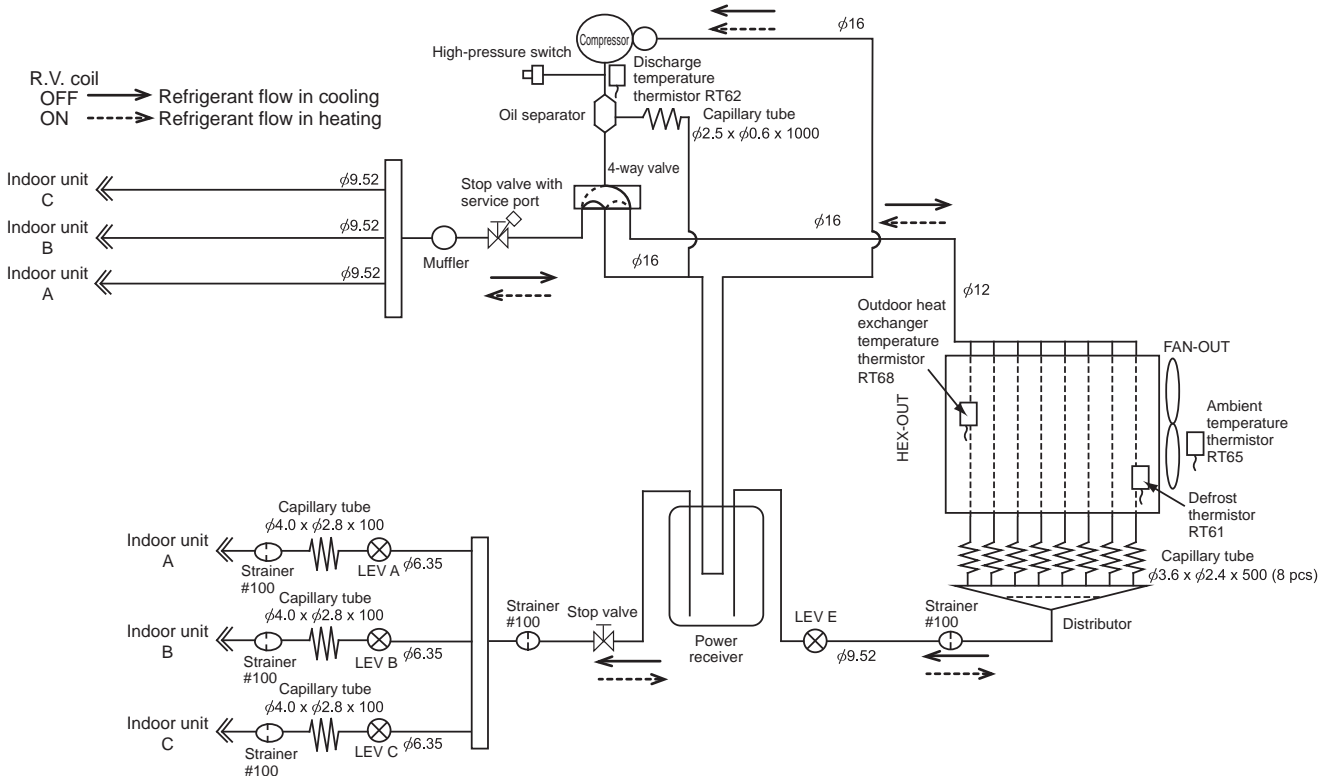 R.V. coil
OFF Refrigerant flow in cooling
ON Refrigerant flow in heating
Compressor
High-pressure switch
Discharge
temperature
thermistor RT62
Oil separator
Capillary tube
ϕ2.5 x ϕ0.6 x 1000
4-way valve
ϕ16
Indoor unit
C
ϕ9.52
Indoor unit
B
ϕ9.52
Indoor unit
A
ϕ9.52
Muffler
Stop valve with
service port
ϕ16
ϕ16
ϕ12
Outdoor heat
exchanger
temperature
thermistor
RT68
HEX-OUT
FAN-OUT
Ambient
temperature
thermistor
RT65
Defrost
thermistor
RT61
Capillary tube
ϕ3.6 x ϕ2.4 x 500 (8 pcs)
Distributor
Strainer
#100
LEV E
ϕ9.52
Power
receiver
Stop valve
Strainer
#100
Capillary tube
ϕ4.0 x ϕ2.8 x 100
Indoor unit
A
Strainer
#100
LEV A
ϕ6.35
Capillary tube
ϕ4.0 x ϕ2.8 x 100
Indoor unit
B
Strainer
#100
LEV B
ϕ6.35
Capillary tube
ϕ4.0 x ϕ2.8 x 100
Indoor unit
C
Strainer
#100
LEV C
ϕ6.35